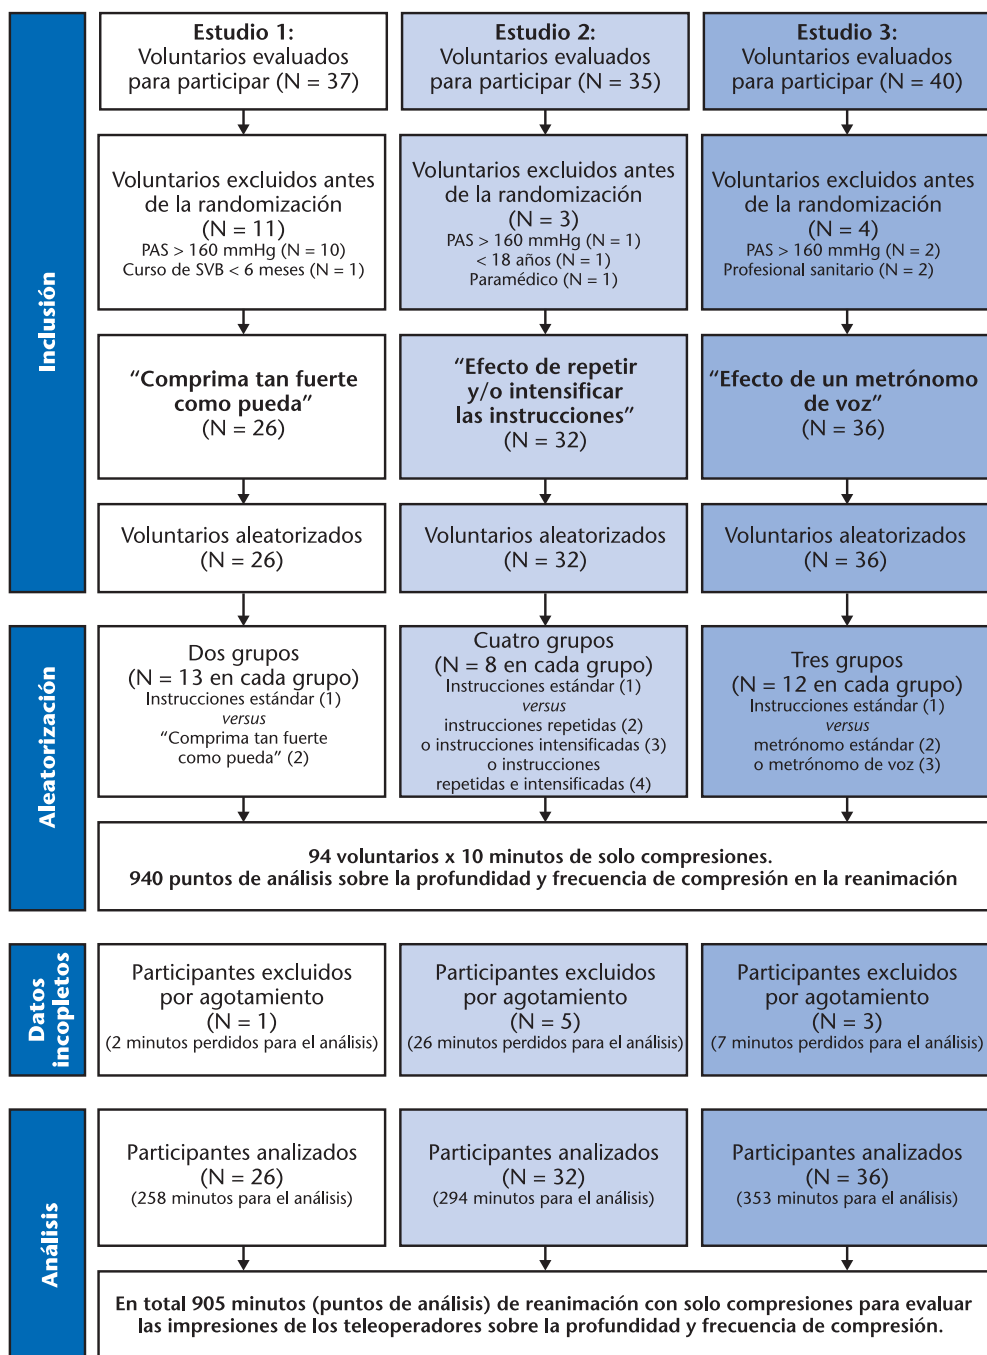 Inclusión
Estudio 1:
Voluntarios evaluados
para participar (N = 37)
Estudio 2:
Voluntarios evaluados
para participar (N = 35)
Estudio 3:
Voluntarios evaluados
para participar (N = 40)
Voluntarios excluidos antes
de la randomización
(N = 11)
PAS > 160 mmHg (N = 10)
Curso de SVB < 6 meses (N = 1)
Voluntarios excluidos antes
de la randomización
(N = 3)
PAS > 160 mmHg (N = 1)
< 18 años (N = 1)
Paramédico (N = 1)
Voluntarios excluidos antes
de la randomización
(N = 4)
PAS > 160 mmHg (N = 2)
Profesional sanitario (N = 2)
“Comprima tan fuerte
como pueda”
(N = 26)
“Efecto de repetir
y/o intensificar
las instrucciones”
(N = 32)
“Efecto de un metrónomo
de voz”
(N = 36)
Voluntarios aleatorizados
(N = 26)
Voluntarios aleatorizados
(N = 32)
Voluntarios aleatorizados
(N = 36)
Aleatorización
Dos grupos
(N = 13 en cada grupo)
Instrucciones estándar (1)
versus
“Comprima tan fuerte
como pueda” (2)
Cuatro grupos
(N = 8 en cada grupo)
Instrucciones estándar (1)
versus
instrucciones repetidas (2)
o instrucciones intensificadas (3)
o instrucciones
repetidas e intensificadas (4)
Tres grupos
(N = 12 en cada grupo)
Instrucciones estándar (1)
versus
metrónomo estándar (2)
o metrónomo de voz (3)
94 voluntarios x 10 minutos de solo compresiones.
940 puntos de análisis sobre la profundidad y frecuencia de compresión en la reanimación
Datos
incopletos
Participantes excluidos
por agotamiento
(N = 1)
(2 minutos perdidos para el análisis)
Participantes excluidos
por agotamiento
(N = 5)
(26 minutos perdidos para el análisis)
Participantes excluidos
por agotamiento
(N = 3)
(7 minutos perdidos para el análisis)
Análisis
Participantes analizados
(N = 26)
(258 minutos para el análisis)
Participantes analizados
(N = 32)
(294 minutos para el análisis)
Participantes analizados
(N = 36)
(353 minutos para el análisis)
En total 905 minutos (puntos de análisis) de reanimación con solo compresiones para evaluar
las impresiones de los teleoperadores sobre la profundidad y frecuencia de compresión.